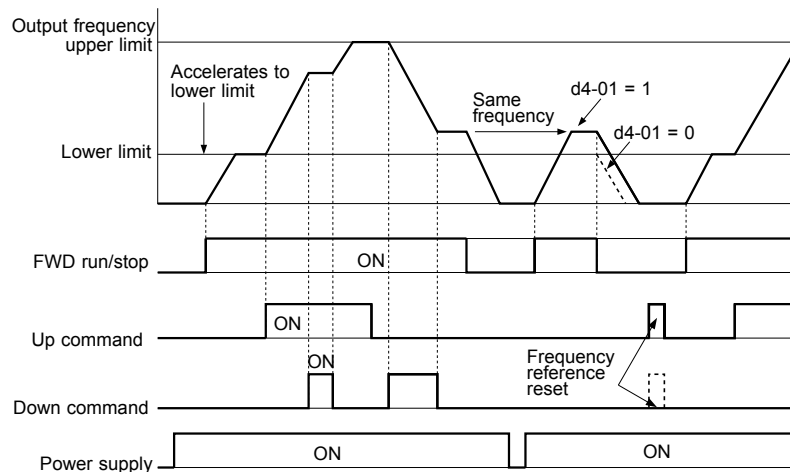 Output frequency
upper limit
Accelerates to
lower limit
Same
frequency
d4-01 = 1
d4-01 = 0
Lower limit
FWD run/stop
ON
Up command
ON
ON
Frequency
reference
reset
Down command
Power supply
ON
ON